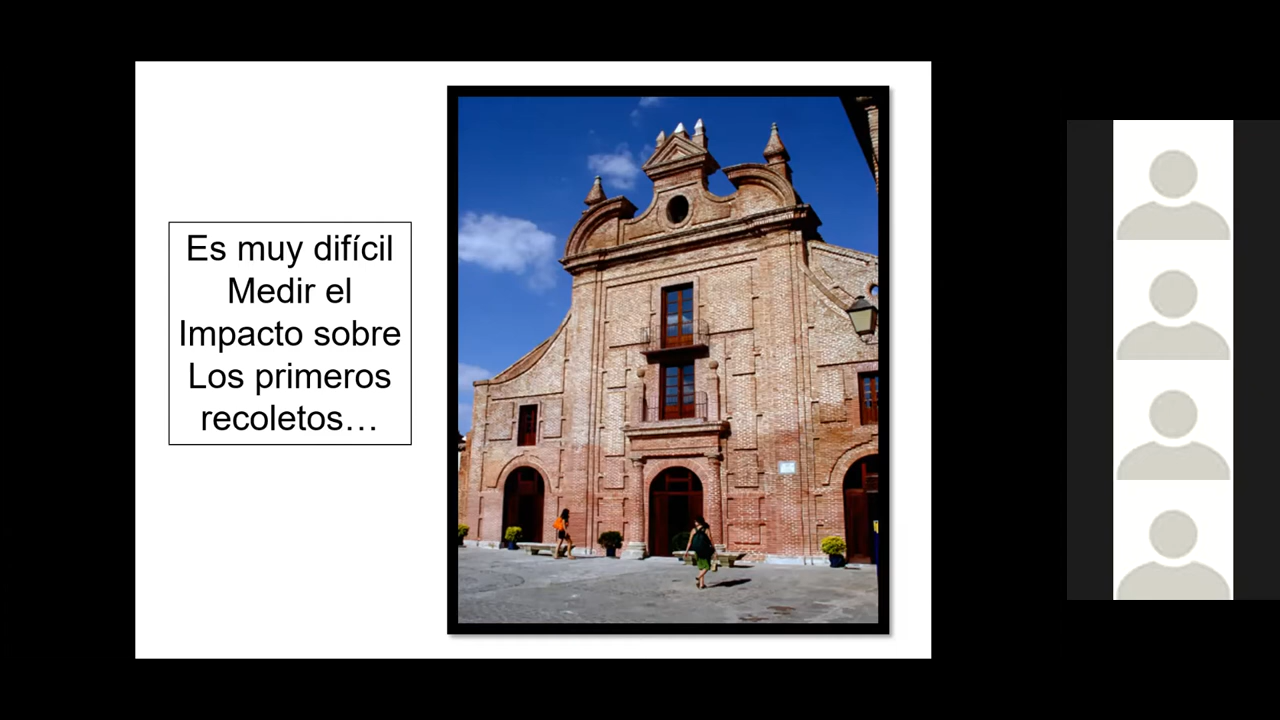 Es muy difícil
Medir el
Impacto sobre
Los primeros
recoletos…